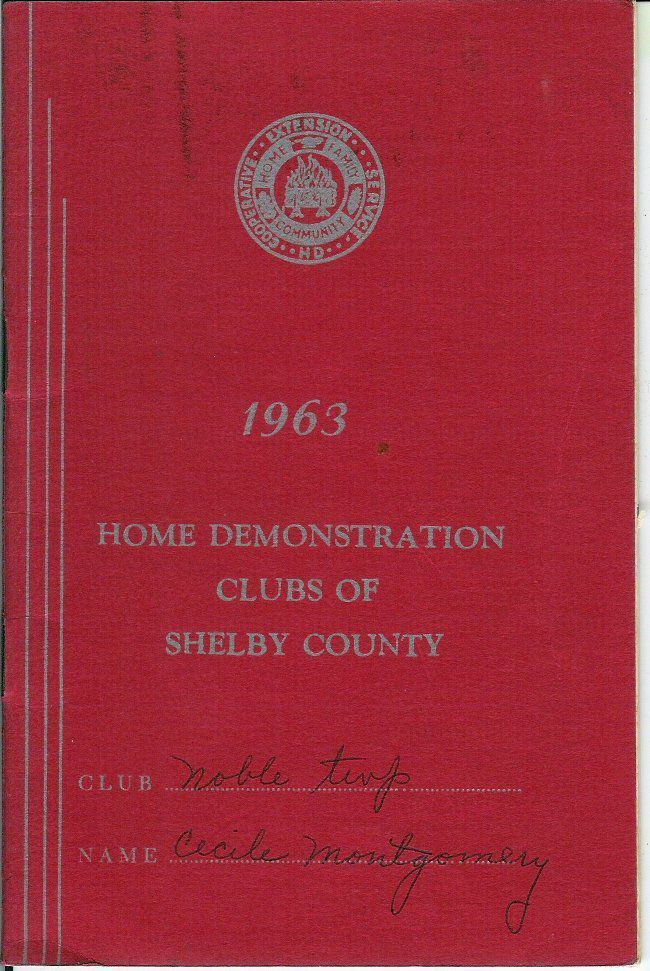 COOPERATIVE · EXTENSION · SERVICE
HOME FAMILY
COMMUNITY
HD
1963
HOME DEMONSTRATION
CLUBS OF
SHELBY COUNTY
CLUB Noble twp
NAME Cecile Montgomery